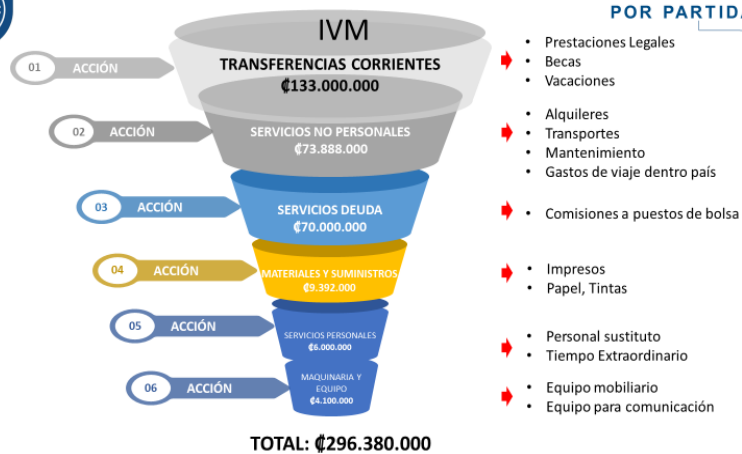 POR PARTIDA
IVM
01
ACCIÓN
TRANSFERENCIAS CORRIENTES
₡133.000.000
• Prestaciones Legales
• Becas
• Vacaciones
02
ACCIÓN
SERVICIOS NO PERSONALES
₡73.888.000
• Alquileres
• Transportes
• Mantenimiento
• Gastos de viaje dentro país
03
ACCIÓN
SERVICIOS DEUDA
₡70.000.000
• Comisiones a puestos de bolsa
04
ACCIÓN
MATERIALES Y SUMINISTROS
₡9.392.000
• Impresos
• Papel, Tintas
05
ACCIÓN
SERVICIOS PERSONALES
₡6.000.000
• Personal sustituto
• Tiempo Extraordinario
06
ACCIÓN
MAQUINARIA Y
EQUIPO
₡4.100.000
• Equipo mobiliario
• Equipo para comunicación
TOTAL: ₡296.380.000